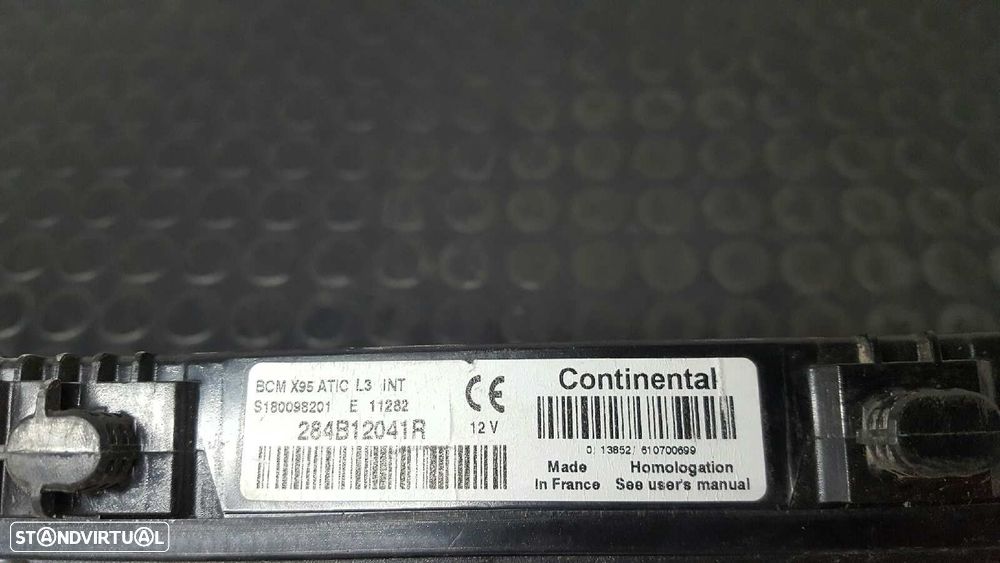 BCM X95 ATIC L3 INT
S180098201 E 11282
284B12041R
CE
12 V
Continental
0: 13852/ 610700699
Made
In France
Homologation
See user's manual
STANDVIRTUAL